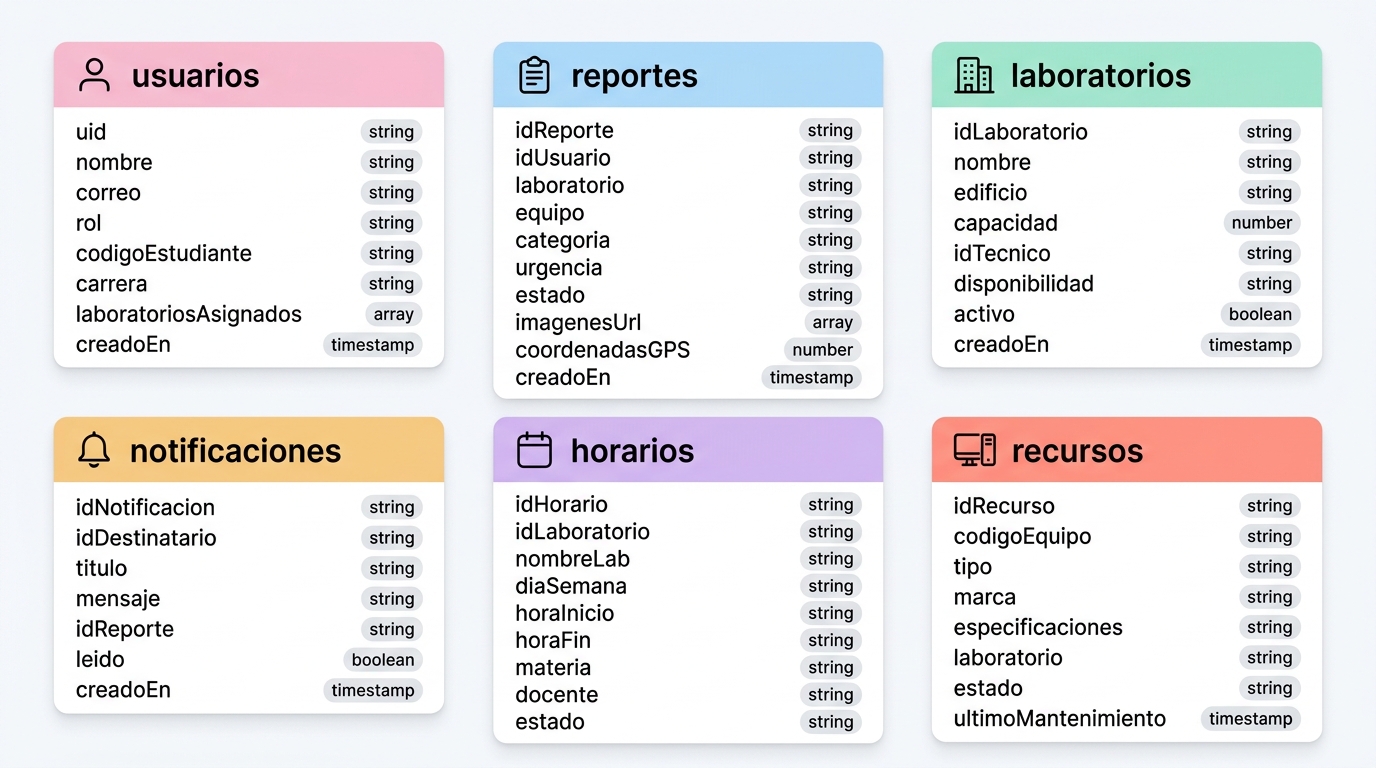 usuarios
uid string
nombre string
correo string
rol string
codigoEstudiante string
carrera string
laboratoriosAsignados array
creadoEn timestamp
reportes
idReporte string
idUsuario string
laboratorio string
equipo string
categoria string
urgencia string
estado string
imagenesUrl array
coordenadasGPS number
creadoEn timestamp
laboratorios
idLaboratorio string
nombre string
edificio string
capacidad number
idTecnico string
disponibilidad string
activo boolean
creadoEn timestamp
notificaciones
idNotificacion string
idDestinatario string
titulo string
mensaje string
idReporte string
leido boolean
creadoEn timestamp
horarios
idHorario string
idLaboratorio string
nombreLab string
diaSemana string
horaInicio string
horaFin string
materia string
docente string
estado string
recursos
idRecurso string
codigoEquipo string
tipo string
marca string
especificaciones string
laboratorio string
estado string
ultimoMantenimiento timestamp